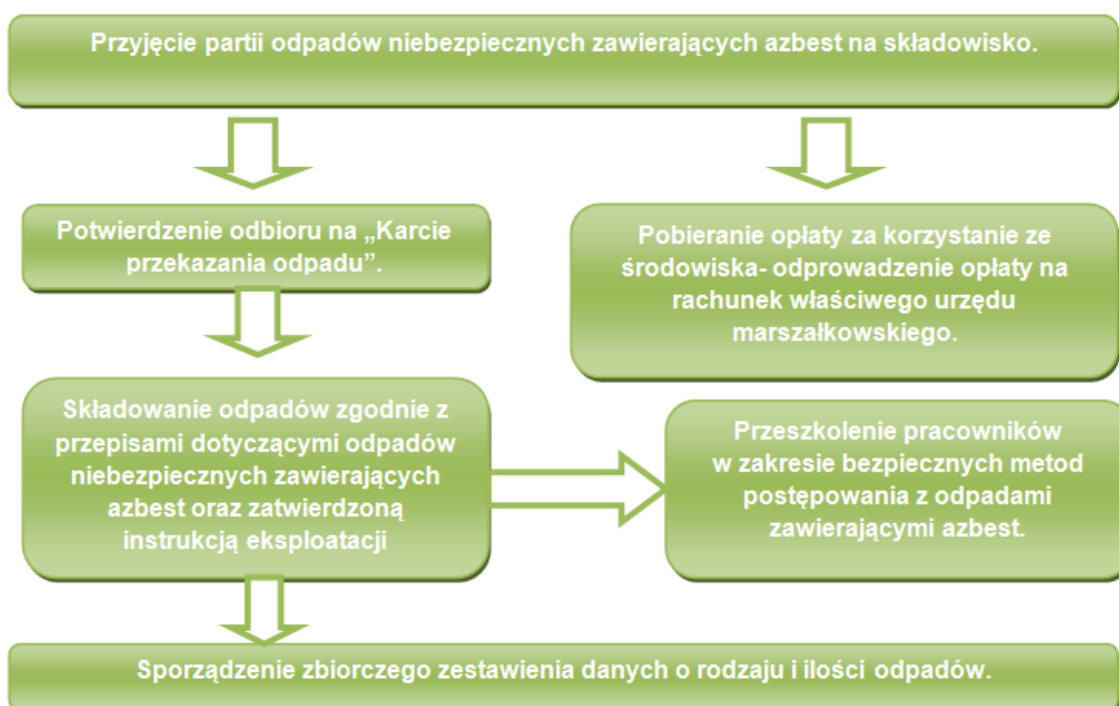 Przyjęcie partii odpadów niebezpiecznych zawierających azbest na składowisko.
Potwierdzenie odbioru na „Karcie
przekazania odpadu”.
Pobieranie opłaty za korzystanie ze
środowiska- odprowadzenie opłaty na
rachunek właściwego urzędu
marszałkowskiego.
Składowanie odpadów zgodnie z
przepisami dotyczącymi odpadów
niebezpiecznych zawierających
azbest oraz zatwierdzoną
instrukcją eksploatacji
Przeszkolenie pracowników
w zakresie bezpiecznych metod
postępowania z odpadami
zawierającymi azbest.
Sporządzenie zbiorczego zestawienia danych o rodzaju i ilości odpadów.